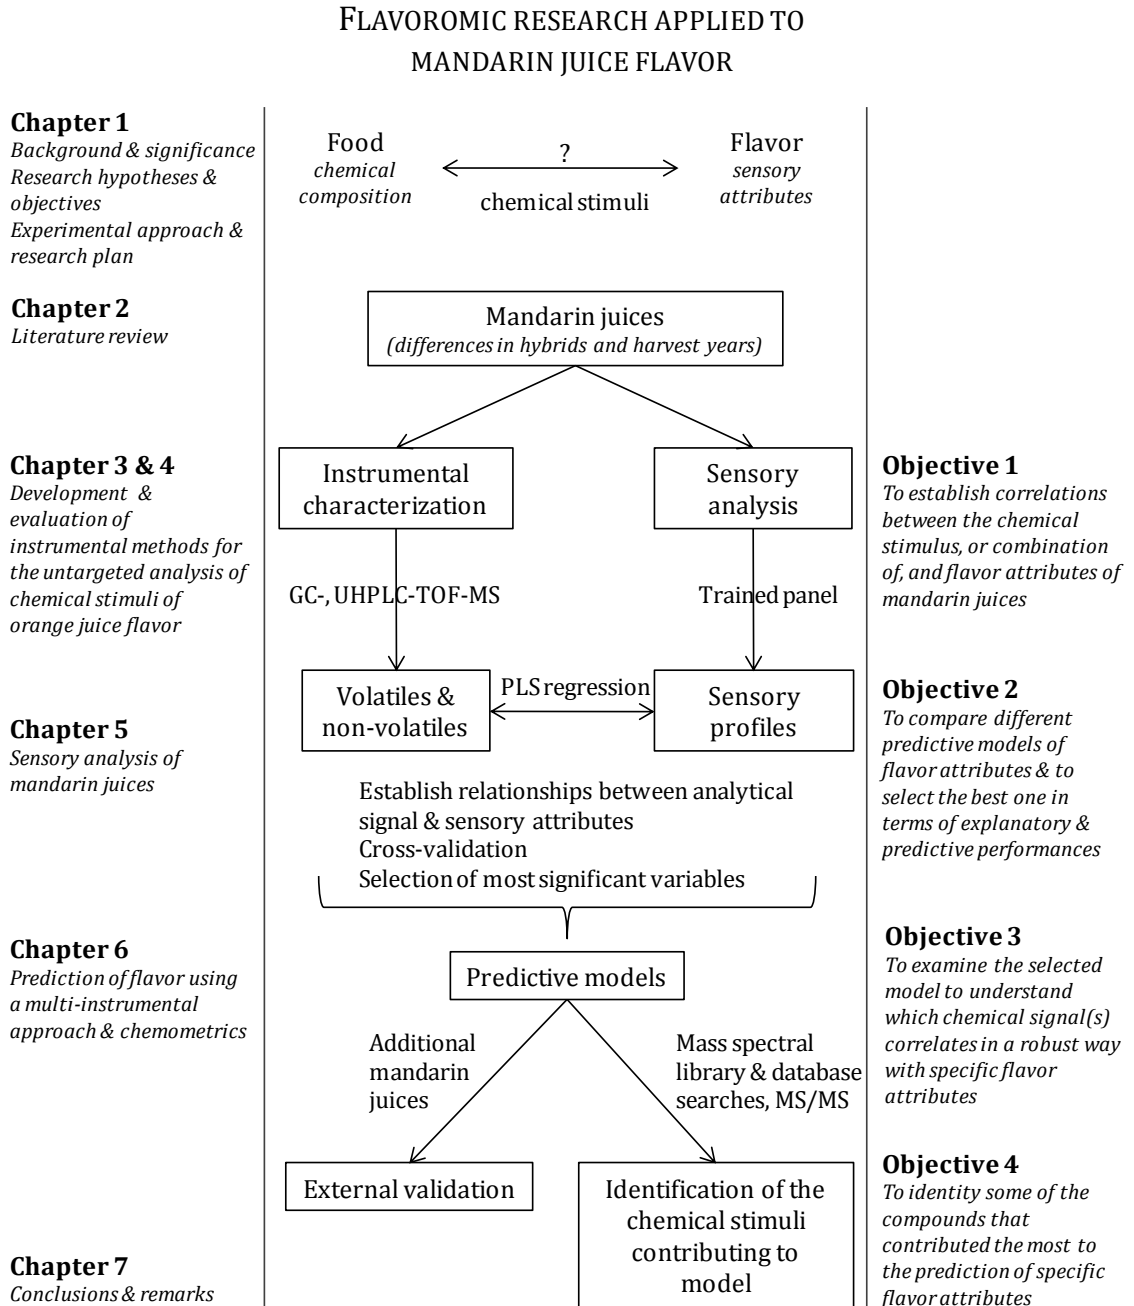 FLAVOROMIC RESEARCH APPLIED TO
MANDARIN JUICE FLAVOR
Chapter 1
Background & significance
Research hypotheses &
objectives
Experimental approach &
research plan
Food
chemical
composition
?
chemical stimuli
Flavor
sensory
attributes
Chapter 2
Literature review
Mandarin juices
(differences in hybrids and harvest years)
Chapter 3 & 4
Development &
evaluation of
instrumental methods for
the untargeted analysis of
chemical stimuli of
orange juice flavor
Instrumental
characterization
Sensory
analysis
GC-, UHPLC-TOF-MS
Trained panel
Objective 1
To establish correlations
between the chemical
stimulus, or combination
of, and flavor attributes of
mandarin juices
Chapter 5
Sensory analysis of
mandarin juices
Volatiles &
non-volatiles
PLS regression
Sensory
profiles
Objective 2
To compare different
predictive models of
flavor attributes & to
select the best one in
terms of explanatory &
predictive performances
Establish relationships between analytical
signal & sensory attributes
Cross-validation
Selection of most significant variables
Chapter 6
Prediction of flavor using
a multi-instrumental
approach & chemometrics
Predictive models
Additional
mandarin
juices
Mass spectral
library & database
searches, MS/MS
Objective 3
To examine the selected
model to understand
which chemical signal(s)
correlates in a robust way
with specific flavor
attributes
External validation
Identification of the
chemical stimuli
contributing to
model
Objective 4
To identity some of the
compounds that
contributed the most to
the prediction of specific
flavor attributes
Chapter 7
Conclusions & remarks